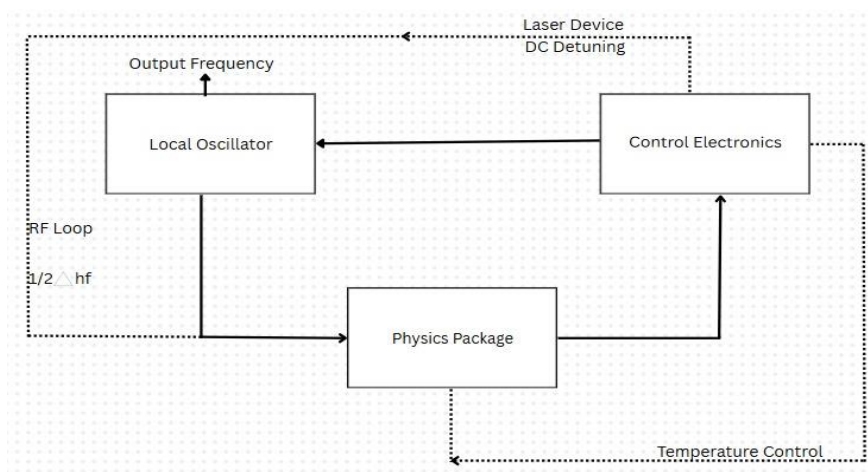 Laser Device
DC Detuning
Output Frequency
Local Oscillator
Control Electronics
RF Loop
1/2△hf
Physics Package
Temperature Control